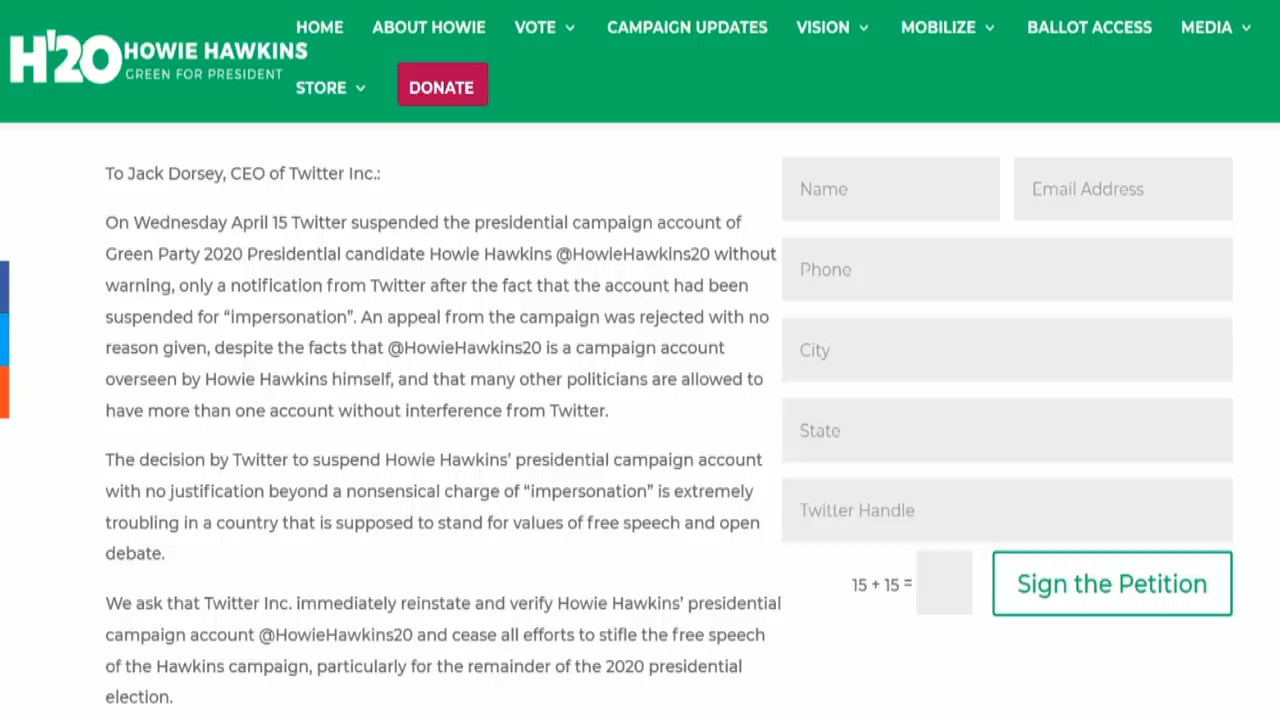 HOME ABOUT HOWIE VOTE CAMPAIGN UPDATES VISION MOBILIZE BALLOT ACCESS MEDIA
H'20 HOWIE HAWKINS
GREEN FOR PRESIDENT
STORE DONATE
To Jack Dorsey, CEO of Twitter Inc.:
On Wednesday April 15 Twitter suspended the presidential campaign account of
Green Party 2020 Presidential candidate Howie Hawkins @HowieHawkins20 without
warning, only a notification from Twitter after the fact that the account had been
suspended for “impersonation”. An appeal from the campaign was rejected with no
reason given, despite the facts that @HowieHawkins20 is a campaign account
overseen by Howie Hawkins himself, and that many other politicians are allowed to
have more than one account without interference from Twitter.
The decision by Twitter to suspend Howie Hawkins’ presidential campaign account
with no justification beyond a nonsensical charge of “impersonation” is extremely
troubling in a country that is supposed to stand for values of free speech and open
debate.
We ask that Twitter Inc. immediately reinstate and verify Howie Hawkins’ presidential
campaign account @HowieHawkins20 and cease all efforts to stifle the free speech
of the Hawkins campaign, particularly for the remainder of the 2020 presidential
election.
Name Email Address
Phone
City
State
Twitter Handle
15 + 15 =
Sign the Petition